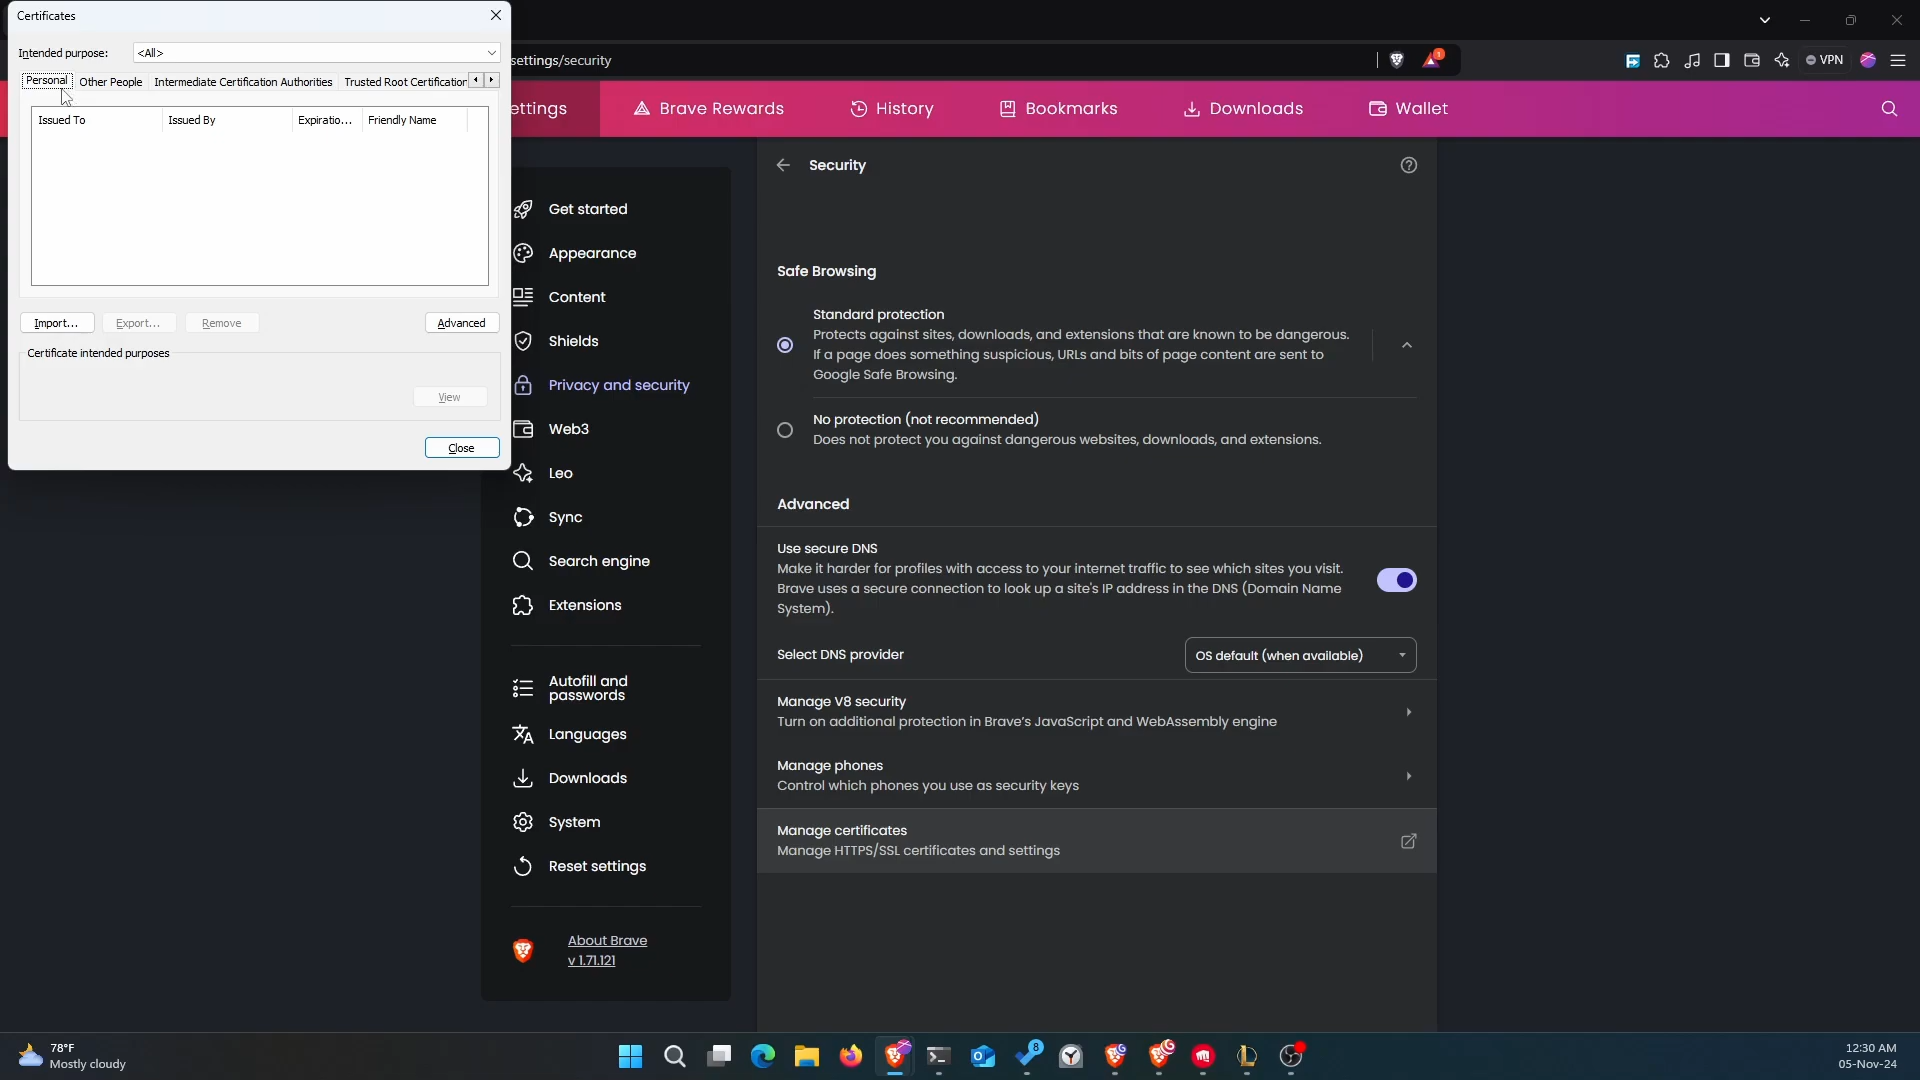 Certificates
Intended purpose:
<All>
Personal
Other People
Intermediate Certification Authorities
Trusted Root Certification
Issued To
Issued By
Expiratio...
Friendly Name
Import...
Export...
Remove
Advanced
Certificate intended purposes
View
Close
settings/security
VPN
ettings
Brave Rewards
History
Bookmarks
Downloads
Wallet
Get started
Appearance
Content
Shields
Privacy and security
Web3
Leo
Sync
Search engine
Extensions
Autofill and
passwords
Languages
Downloads
System
Reset settings
About Brave
v 1.71.121
Security
Safe Browsing
Standard protection
Protects against sites, downloads, and extensions that are known to be dangerous.
If a page does something suspicious, URLs and bits of page content are sent to
Google Safe Browsing.
No protection (not recommended)
Does not protect you against dangerous websites, downloads, and extensions.
Advanced
Use secure DNS
Make it harder for profiles with access to your internet traffic to see which sites you visit.
Brave uses a secure connection to look up a site's IP address in the DNS (Domain Name
System).
Select DNS provider
OS default (when available)
Manage V8 security
Turn on additional protection in Brave's JavaScript and WebAssembly engine
Manage phones
Control which phones you use as security keys
Manage certificates
Manage HTTPS/SSL certificates and settings
78°F
Mostly cloudy
8
12:30 AM
05-Nov-24